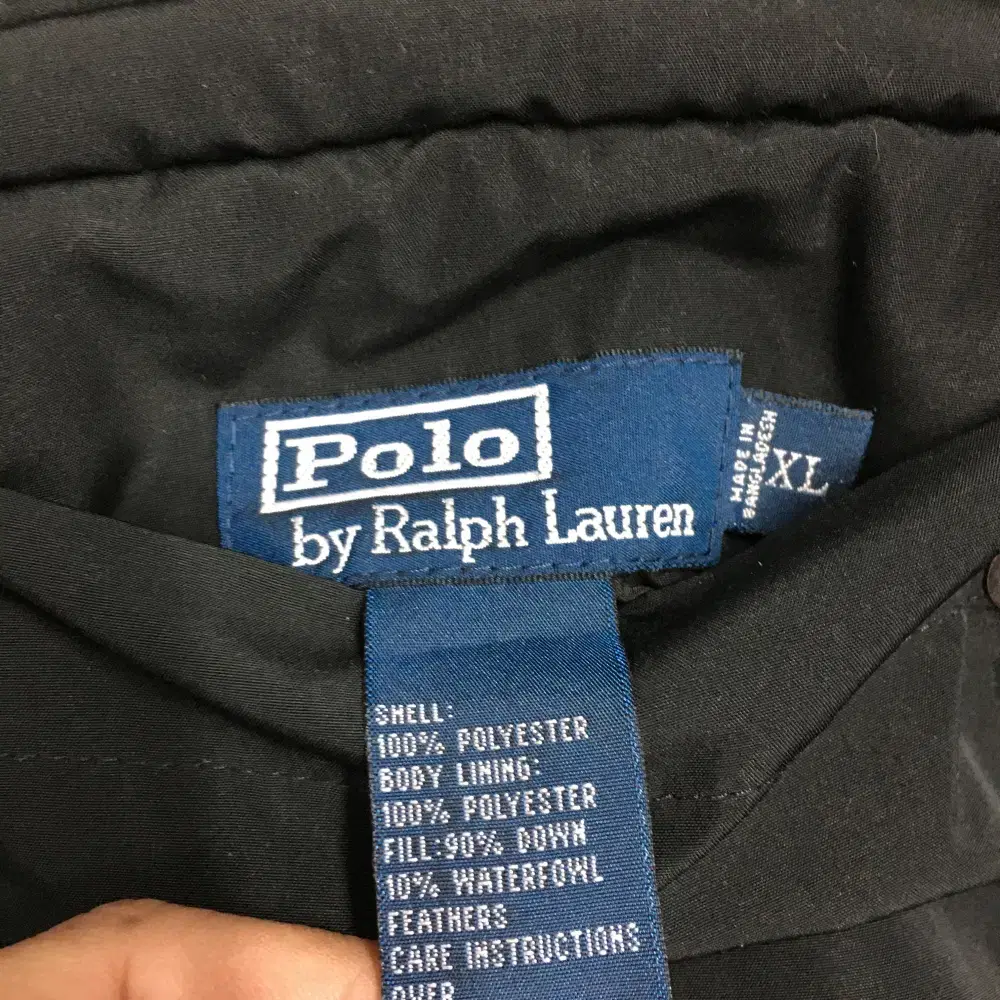 Polo
by Ralph Lauren
MADE IN
BANGLADESH
XL
SHELL:
100% POLYESTER
BODY LINING:
100% POLYESTER
FILL:90% DOWN
10% WATERFOWL
FEATHERS
CARE INSTRUCTIONS
OVER